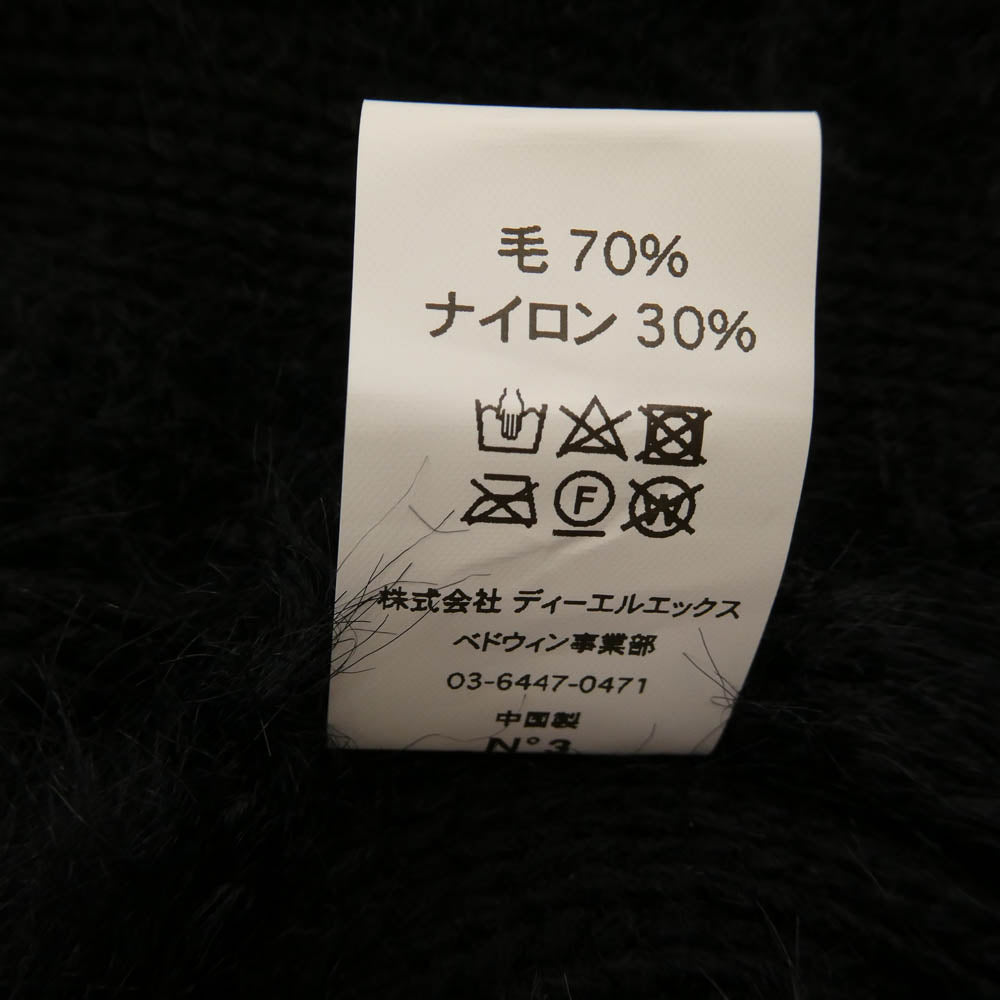 毛 70%
ナイロン 30%
F W
株式会社 ディーエルエックス
ベドウィン事業部
03-6447-0471
中国製
N°3